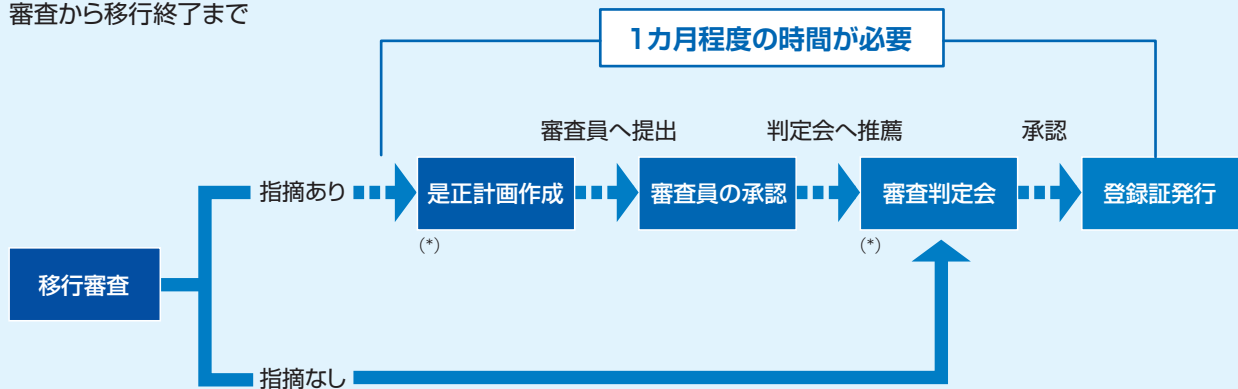 審査から移行終了まで
1カ月程度の時間が必要
審査員へ提出
判定会へ推薦
承認
指摘あり
是正計画作成
審査員の承認
審査判定会
登録証発行
(*)
(*)
移行審査
指摘なし